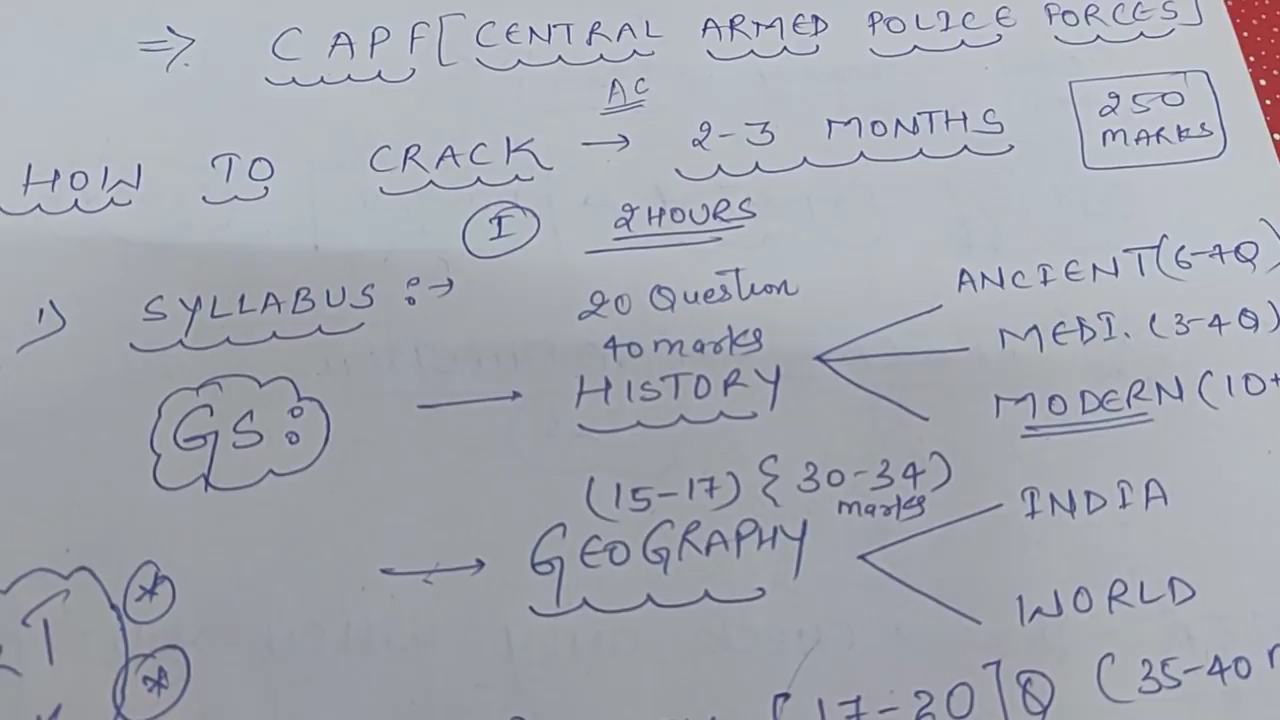 ⇒ CAPF [CENTRAL ARMED POLICE FORCES]
AC
HOW TO CRACK → 2-3 MONTHS
250
MARKS
I 2 HOURS
1) SYLLABUS :→
20 Question
40 marks
GS: → HISTORY
ANCIENT (6-7Q)
MEDI. (3-4Q)
MODERN (10+
(15-17) { 30-34)
marks
→ GEOGRAPHY
INDIA
WORLD
[17-20]Q (35-40